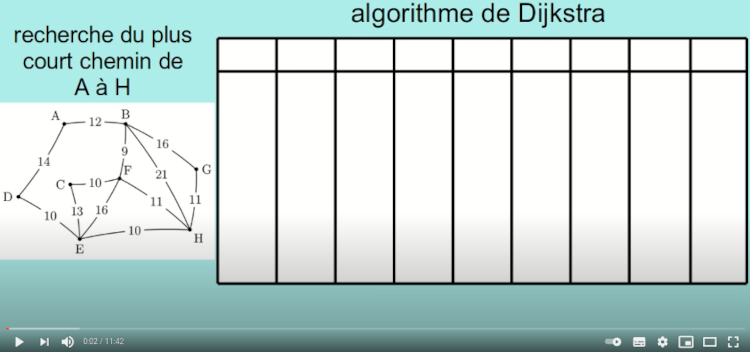 algorithme de Dijkstra
recherche du plus
court chemin de
A à H
A
12
B
16
14
9
F
21
G
C
10
D
10
13
16
11
11
10
H
E
0:02 / 11:42